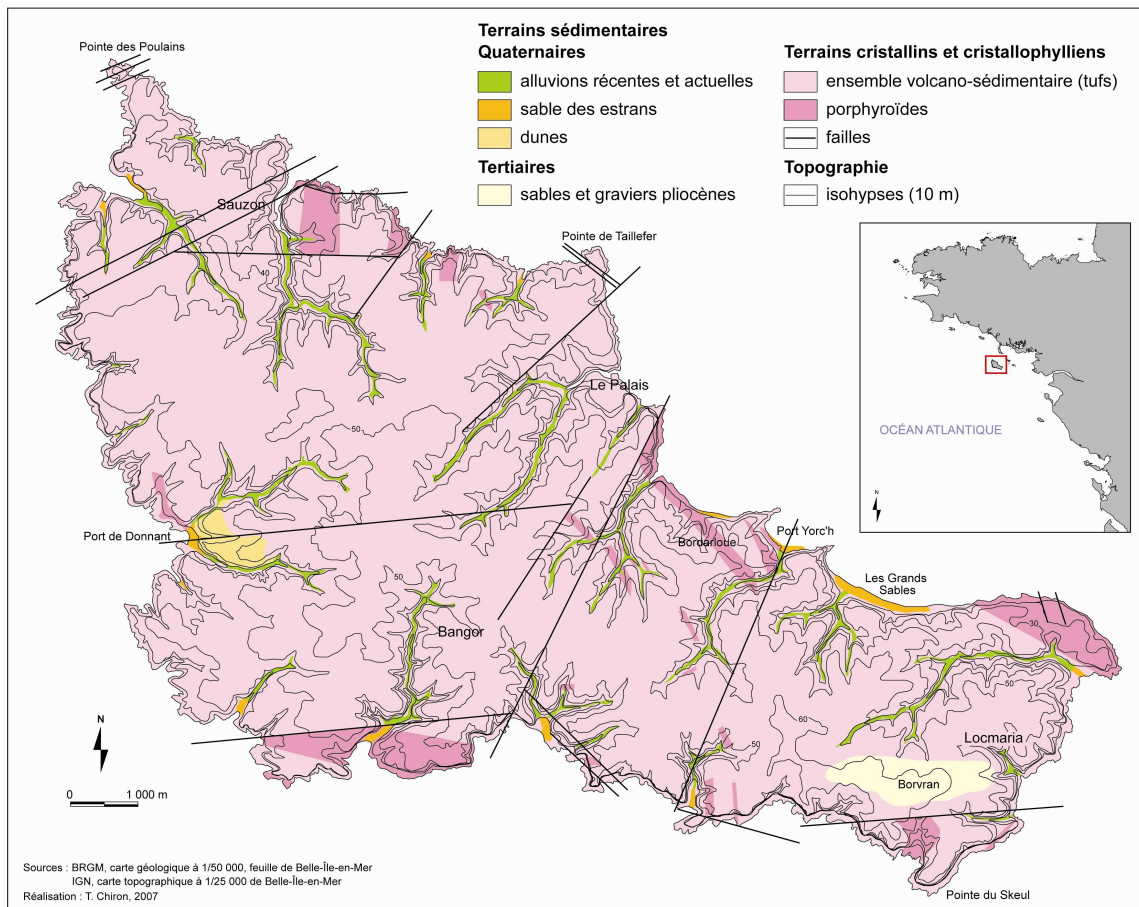 Terrains sédimentaires
Quaternaires
alluvions récentes et actuelles
sable des estrans
dunes
Tertiaires
sables et graviers pliocènes
Terrains cristallins et cristallophylliens
ensemble volcano-sédimentaire (tufs)
porphyroïdes
failles
Topographie
isohypses (10 m)
Pointe des Poulains
Sauzon
Pointe de Taillefer
40
Le Palais
50
OCÉAN ATLANTIQUE
N
Port de Donnant
Bordarloue
Port Yorc'h
Les Grands
Sables
50
Bangor
30
50
60
50
Locmaria
Borvran
N
0 1 000 m
Pointe du Skeul
Sources : BRGM, carte géologique à 1/50 000, feuille de Belle-Île-en-Mer
IGN, carte topographique à 1/25 000 de Belle-Île-en-Mer
Réalisation : T. Chiron, 2007